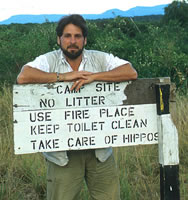 CAMP SITE
NO LITTER
USE FIRE PLACE
KEEP TOILET CLEAN
TAKE CARE OF HIPPOS